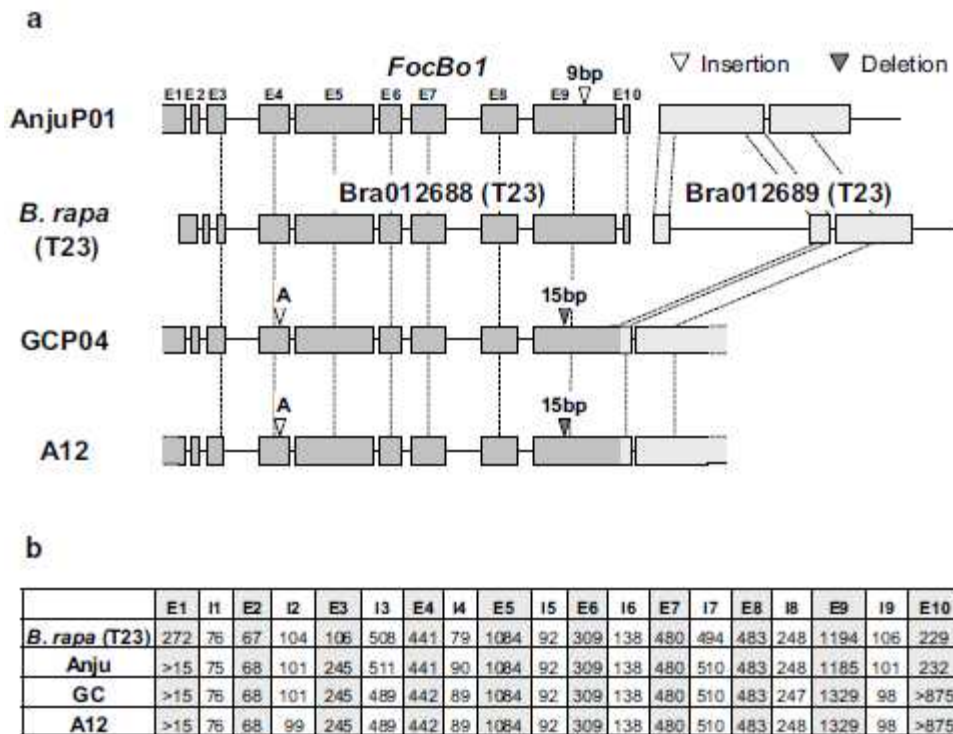 a
FocBo1
9bp
Insertion
Deletion
E1 E2 E3 E4 E5 E6 E7 E8 E9 E10
AnjuP01
Bra012688 (T23)
Bra012689 (T23)
B. rapa
(T23)
A
15bp
GCP04
A
15bp
A12
b
E1 I1 E2 I2 E3 I3 E4 I4 E5 I5 E6 I6 E7 I7 E8 I8 E9 I9 E10
B. rapa (T23) 272 76 67 104 106 508 441 79 1084 92 309 138 480 494 483 248 1194 106 229
Anju >15 75 68 101 245 511 441 90 1084 92 309 138 480 510 483 248 1185 101 232
GC >15 76 68 101 245 489 442 89 1084 92 309 138 480 510 483 247 1329 98 >875
A12 >15 76 68 99 245 489 442 89 1084 92 309 138 480 510 483 248 1329 98 >875